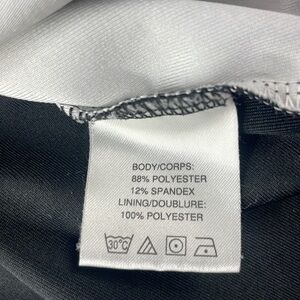 BODY/CORPS:
88% POLYESTER
12% SPANDEX
LINING/DOUBLURE:
100% POLYESTER
30°C